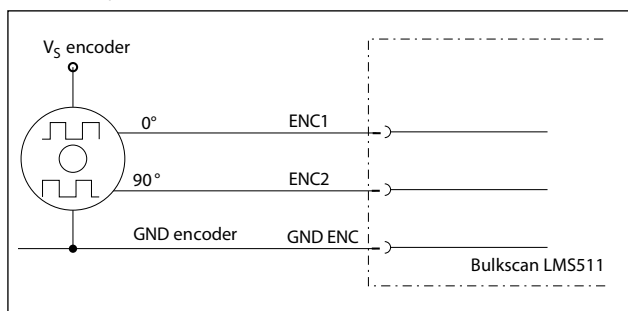 V_S encoder
0° ENC1
90° ENC2
GND encoder GND ENC
Bulkscan LMS511